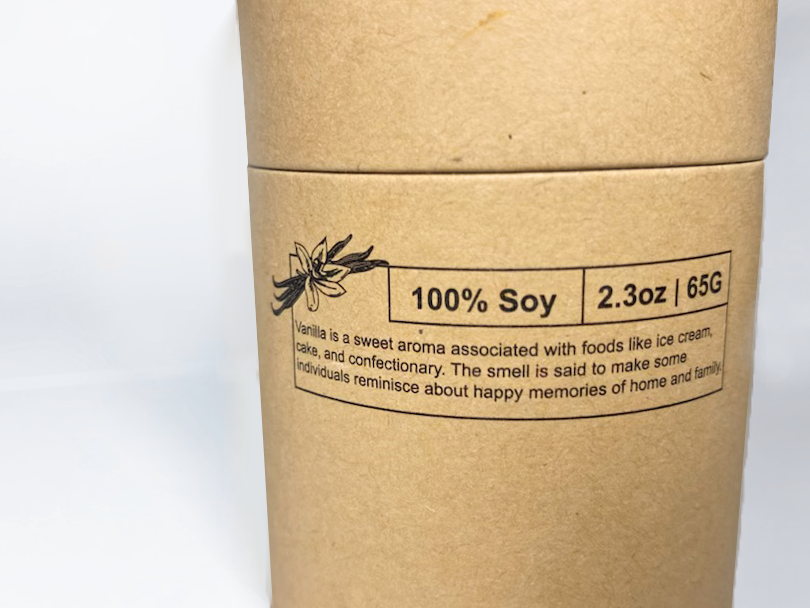 100% Soy
2.3oz | 65G
Vanilla is a sweet aroma associated with foods like ice cream,
cake, and confectionary. The smell is said to make some
individuals reminisce about happy memories of home and family.